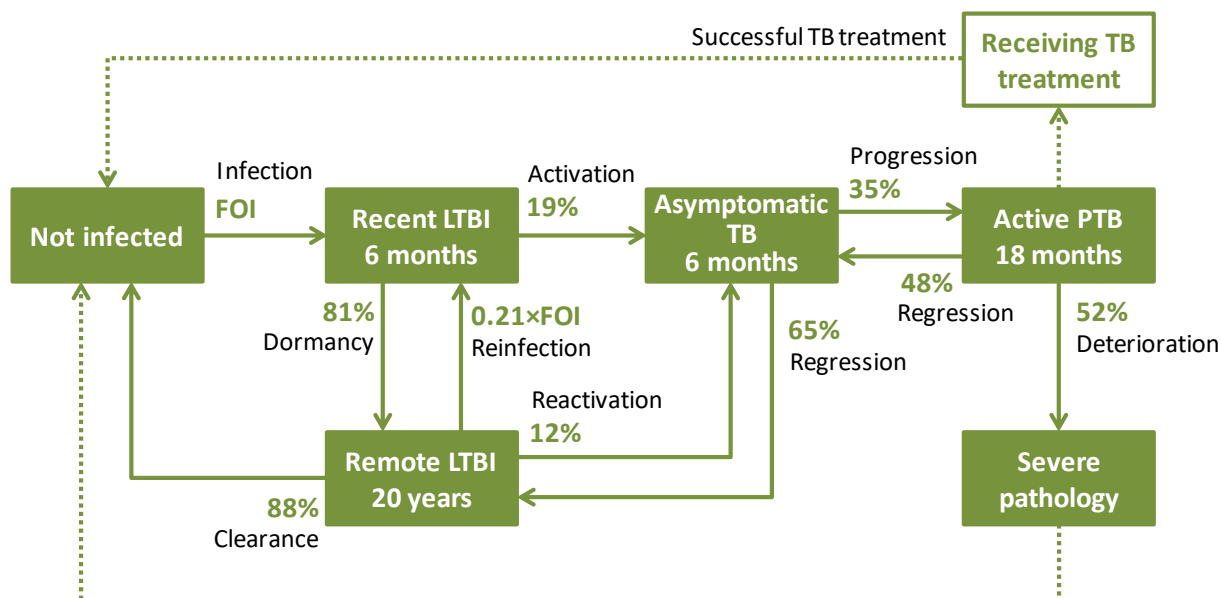 Successful TB treatment
Receiving TB
treatment
Infection
FOI
Activation
19%
Progression
35%
Not infected
Recent LTBI
6 months
Asymptomatic
TB
6 months
Active PTB
18 months
81%
Dormancy
0.21×FOI
Reinfection
65%
Regression
48%
Regression
52%
Deterioration
Reactivation
12%
Remote LTBI
20 years
Severe
pathology
88%
Clearance